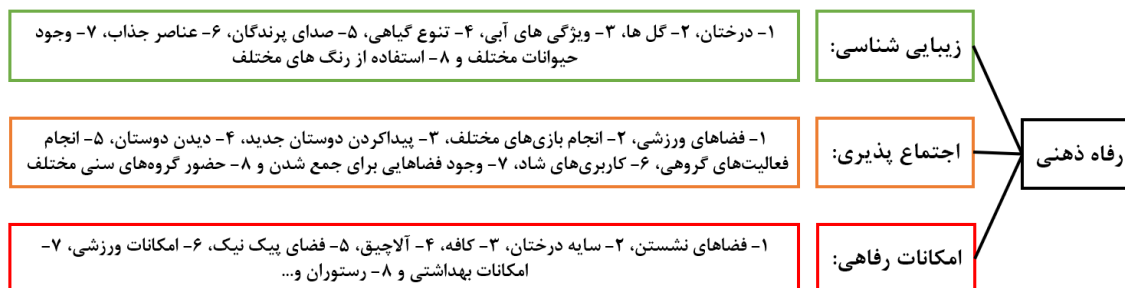 رفاه ذهنی
زیبایی شناسی:
۱- درختان، ۲- گل ها، ۳- ویژگی های آبی، ۴- تنوع گیاهی، ۵- صدای پرندگان، ۶- عناصر جذاب، ۷- وجود
حیوانات مختلف و ۸- استفاده از رنگ های مختلف
اجتماع پذیری:
۱- فضاهای ورزشی، ۲- انجام بازی‌های مختلف، ۳- پیداکردن دوستان جدید، ۴- دیدن دوستان، ۵- انجام
فعالیت‌های گروهی، ۶- کاربری‌های شاد، ۷- وجود فضاهایی برای جمع شدن و ۸- حضور گروه‌های سنی مختلف
امکانات رفاهی:
۱- فضاهای نشستن، ۲- سایه درختان، ۳- کافه، ۴- آلاچیق، ۵- فضای پیک نیک، ۶- امکانات ورزشی، ۷-
امکانات بهداشتی و ۸- رستوران و...